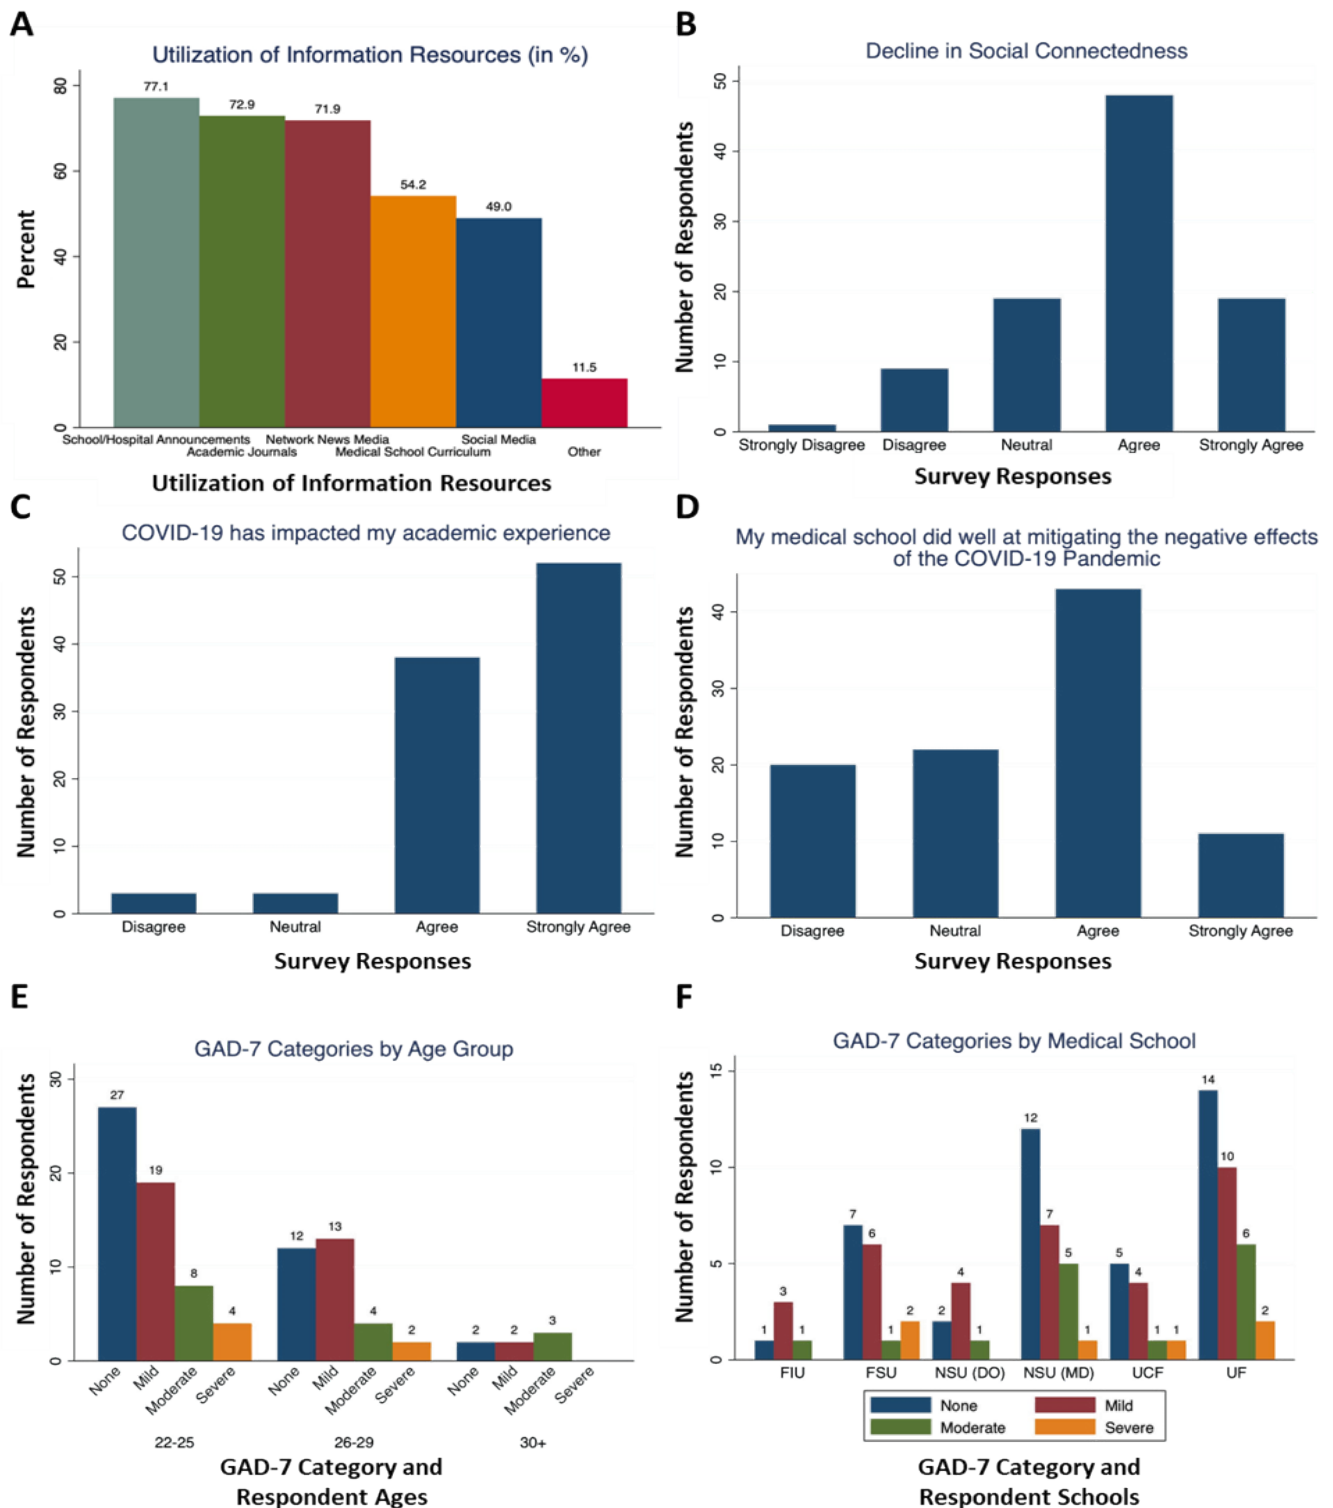 A
Utilization of Information Resources (in %)
Percent
80
60
40
20
0
77.1
72.9
71.9
54.2
49.0
11.5
School/Hospital Announcements
Academic Journals
Network News Media
Medical School Curriculum
Social Media
Other
Utilization of Information Resources
B
Decline in Social Connectedness
Number of Respondents
50
40
30
20
10
0
Strongly Disagree
Disagree
Neutral
Agree
Strongly Agree
Survey Responses
C
COVID-19 has impacted my academic experience
Number of Respondents
50
40
30
20
10
0
Disagree
Neutral
Agree
Strongly Agree
Survey Responses
D
My medical school did well at mitigating the negative effects
of the COVID-19 Pandemic
Number of Respondents
40
30
20
10
0
Disagree
Neutral
Agree
Strongly Agree
Survey Responses
E
GAD-7 Categories by Age Group
Number of Respondents
30
20
10
0
27
19
8
4
12
13
4
2
2
2
3
None
Mild
Moderate
Severe
None
Mild
Moderate
Severe
None
Mild
Moderate
Severe
22-25
26-29
30+
GAD-7 Category and
Respondent Ages
F
GAD-7 Categories by Medical School
Number of Respondents
15
10
5
0
1
3
1
7
6
1
2
2
4
1
12
7
5
1
5
4
1
1
14
10
6
2
FIU
FSU
NSU (DO)
NSU (MD)
UCF
UF
None
Mild
Moderate
Severe
GAD-7 Category and
Respondent Schools